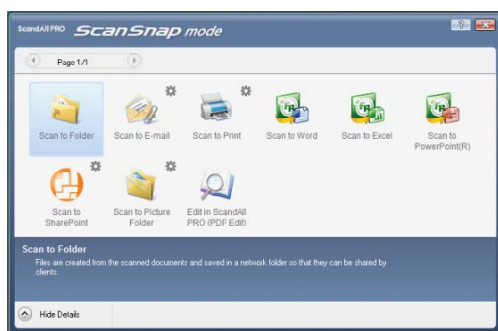 ScandAll PRO ScanSnap mode
Page 1/1
Scan to Folder
Scan to E-mail
Scan to Print
Scan to Word
Scan to Excel
Scan to
PowerPoint(R)
Scan to
SharePoint
Scan to Picture
Folder
Edit in ScandAll
PRO (PDF Edit)
Scan to Folder
Files are created from the scanned documents and saved in a network folder so that they can be shared by
clients.
Hide Details